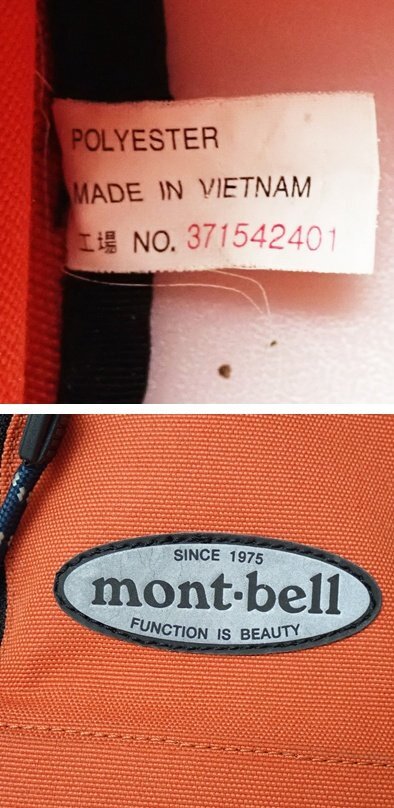 POLYESTER
MADE IN VIETNAM
工場 NO. 371542401
SINCE 1975
mont-bell
FUNCTION IS BEAUTY